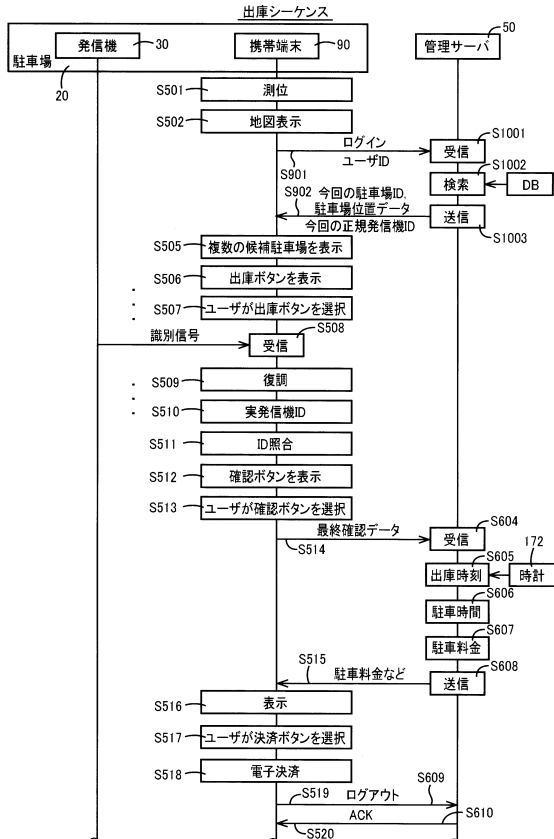 出庫シーケンス
発信機
30
携帯端末
90
管理サーバ
50
駐車場
20
S501
測位
S502
地図表示
ログイン
ユーザID
S901
受信
S1001
検索
S1002
DB
S902
今回の駐車場ID,
駐車場位置データ
今回の正規発信機ID
送信
S1003
S505
複数の候補駐車場を表示
S506
出庫ボタンを表示
S507
ユーザが出庫ボタンを選択
識別信号
受信
S508
S509
復調
S510
実発信機ID
S511
ID照合
S512
確認ボタンを表示
S513
ユーザが確認ボタンを選択
最終確認データ
S514
受信
S604
出庫時刻
S605
時計
172
駐車時間
S606
駐車料金
S607
S515
駐車料金など
送信
S608
S516
表示
S517
ユーザが決済ボタンを選択
S518
電子決済
S519
ログアウト
S609
ACK
S610
S520